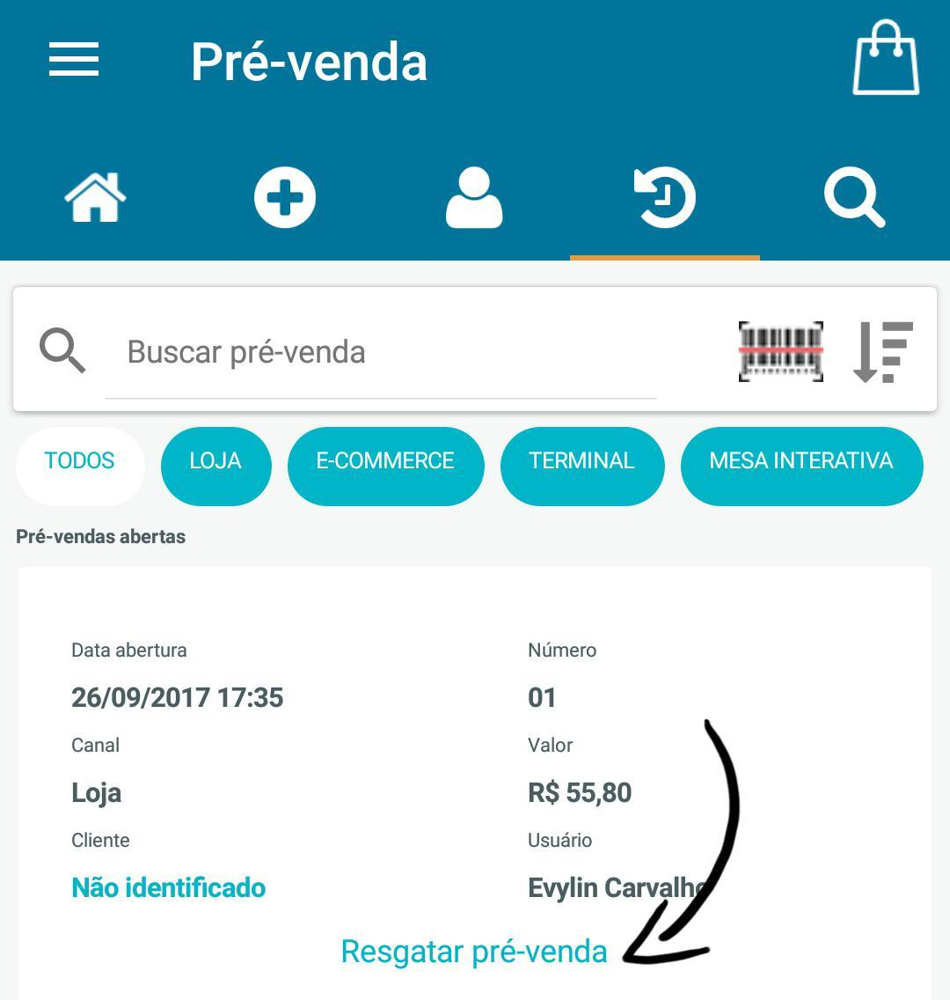 Pré-venda
Buscar pré-venda
TODOS LOJA E-COMMERCE TERMINAL MESA INTERATIVA
Pré-vendas abertas
Data abertura Número
26/09/2017 17:35 01
Canal Valor
Loja R$ 55,80
Cliente Usuário
Não identificado Evylin Carvalho
Resgatar pré-venda